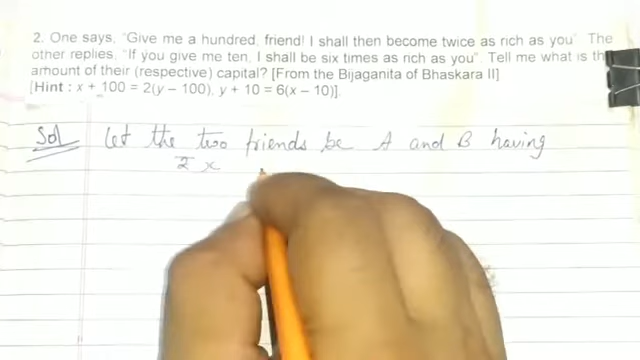 2. One says, "Give me a hundred, friend! I shall then become twice as rich as you". The
other replies, "If you give me ten, I shall be six times as rich as you". Tell me what is th
amount of their (respective) capital? [From the Bijaganita of Bhaskara II]
[Hint : x + 100 = 2(y – 100), y + 10 = 6(x – 10)].
Sol let the two friends be A and B having
₹ x